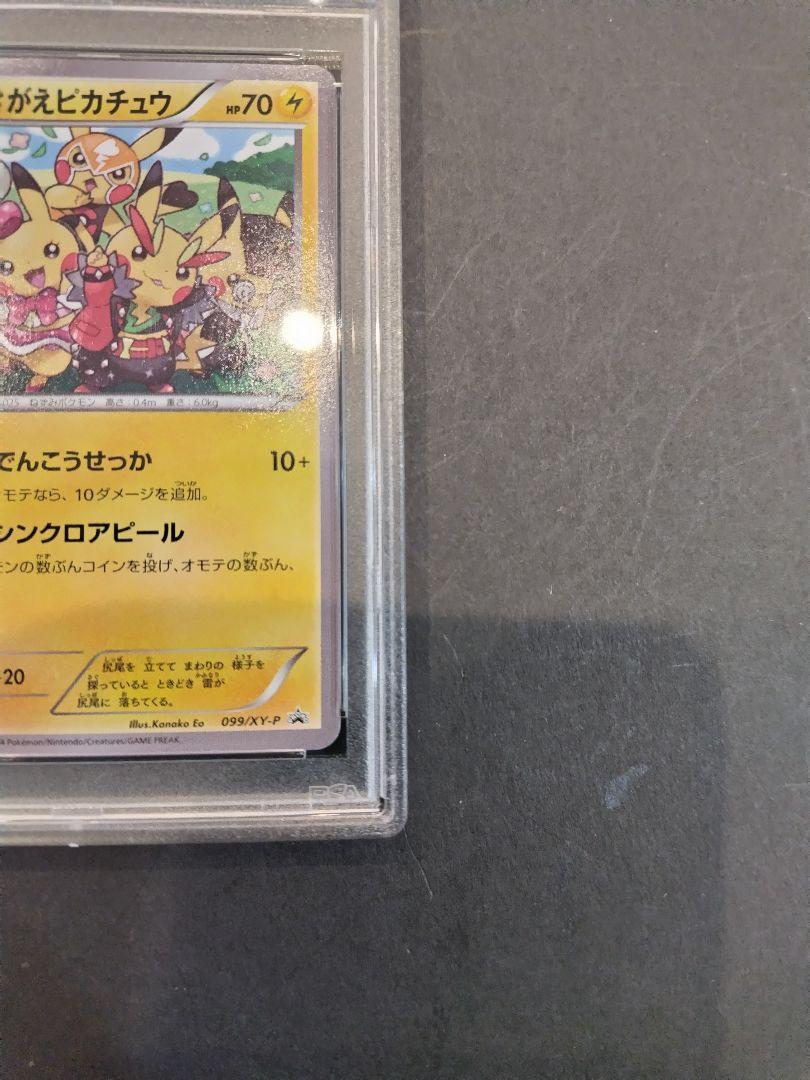 がえピカチュウ HP70
025 ねずみポケモン 高さ:0.4m 重さ:6.0kg
でんこうせっか 10+
モテなら、10ダメージを追加。
シンクロアピール
ンの数ぶんコインを投げ、オモテの数ぶん、
20
尻尾を 立てて まわりの 様子を
探っていると ときどき 雷が
尻尾に 落ちてくる。
Illus.Kanako Eo 099/XY-P
4 Pokémon/Nintendo/Creatures/GAME FREAK.
PSA